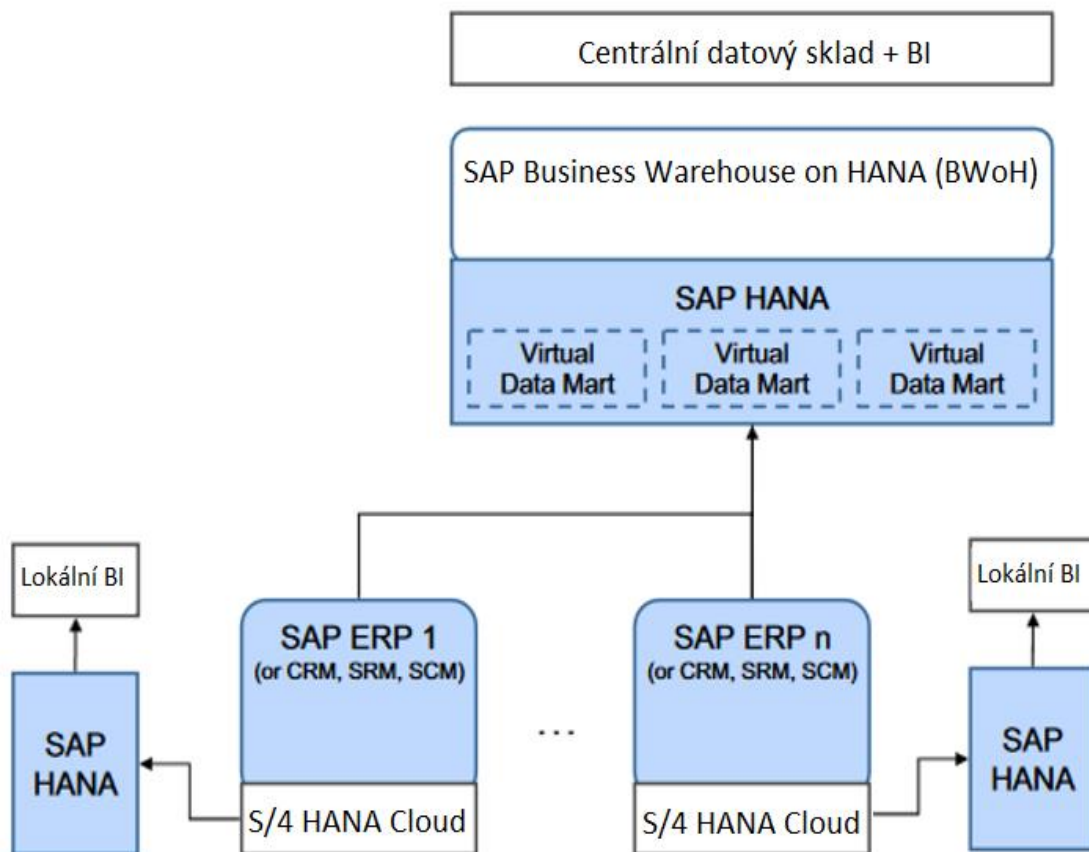 Centrální datový sklad + BI
SAP Business Warehouse on HANA (BWoH)
SAP HANA
Virtual
Data Mart
Virtual
Data Mart
Virtual
Data Mart
Lokální BI
SAP
HANA
SAP ERP 1
(or CRM, SRM, SCM)
S/4 HANA Cloud
...
SAP ERP n
(or CRM, SRM, SCM)
S/4 HANA Cloud
Lokální BI
SAP
HANA